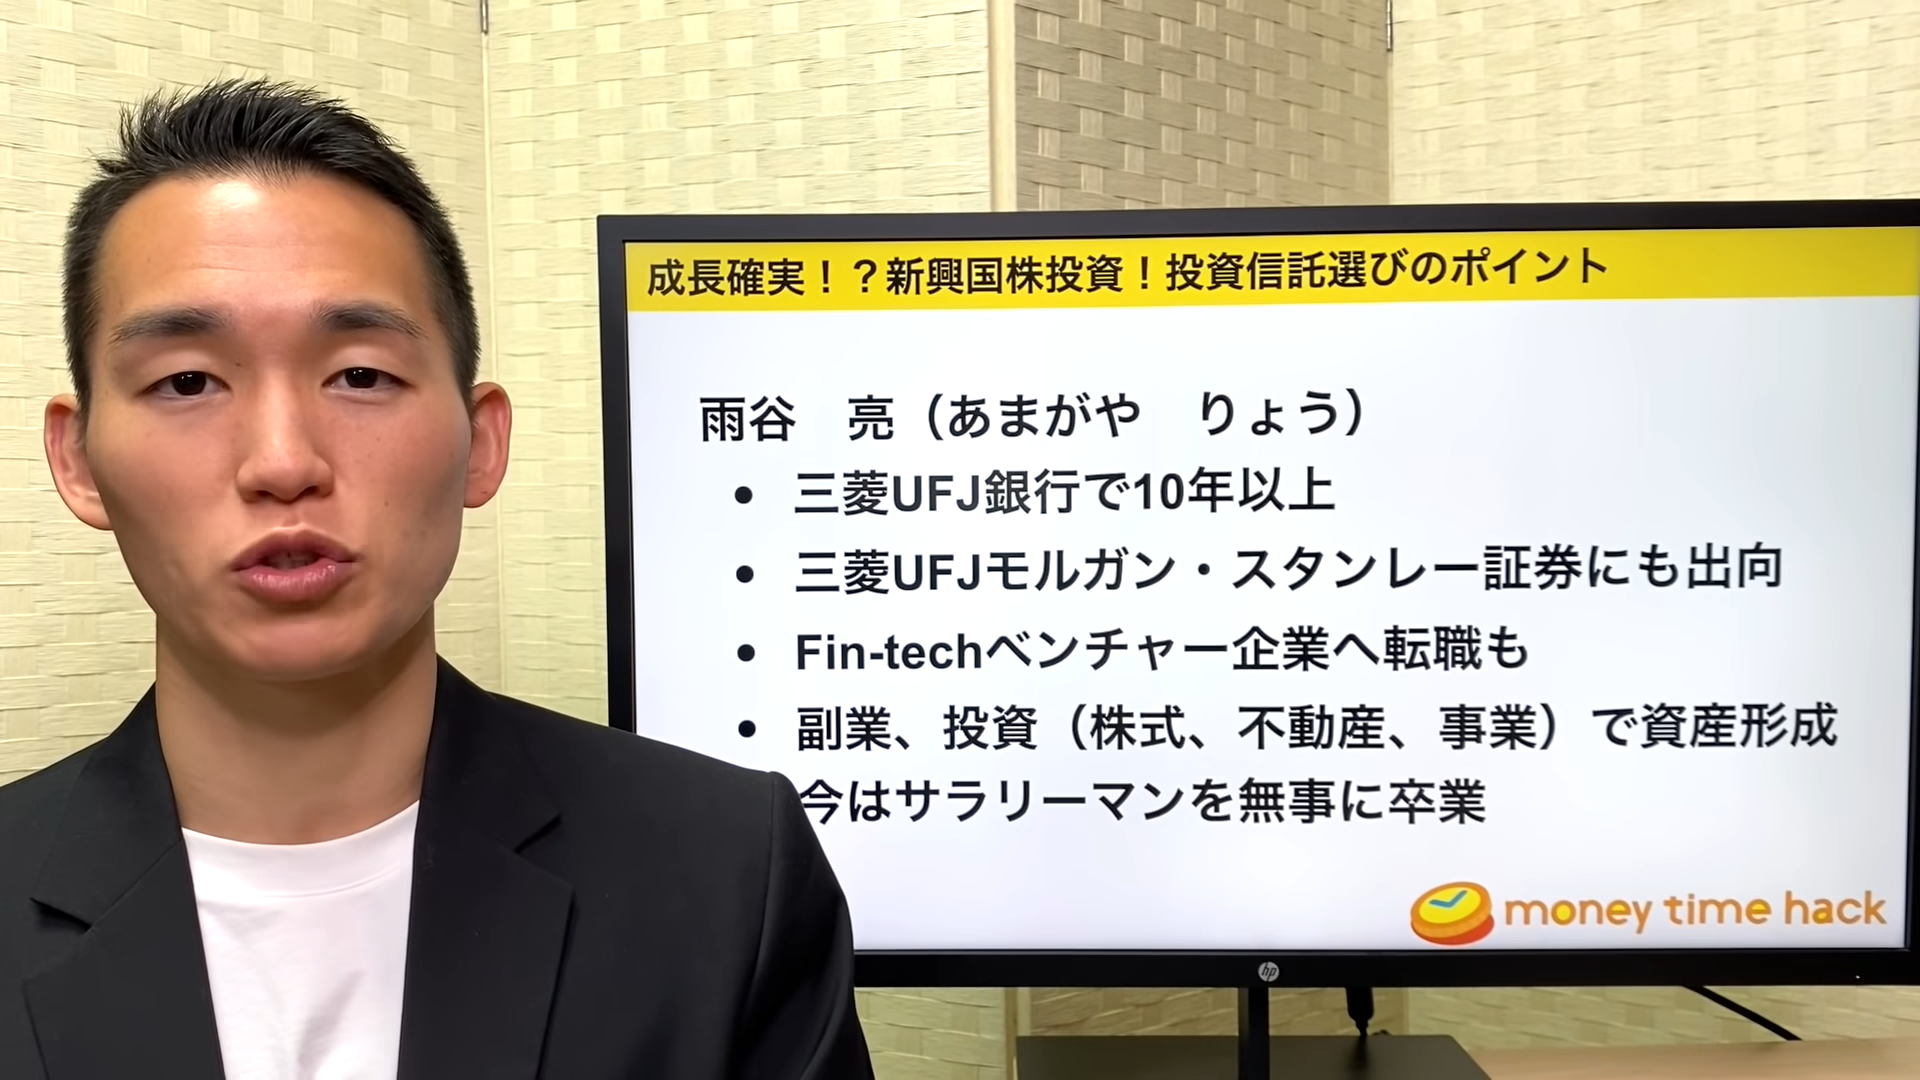 成長確実！？新興国株投資！投資信託選びのポイント
雨谷　亮（あまがや　りょう）
• 三菱UFJ銀行で10年以上
• 三菱UFJモルガン・スタンレー証券にも出向
• Fin-techベンチャー企業へ転職も
• 副業、投資（株式、不動産、事業）で資産形成
今はサラリーマンを無事に卒業
money time hack
hp